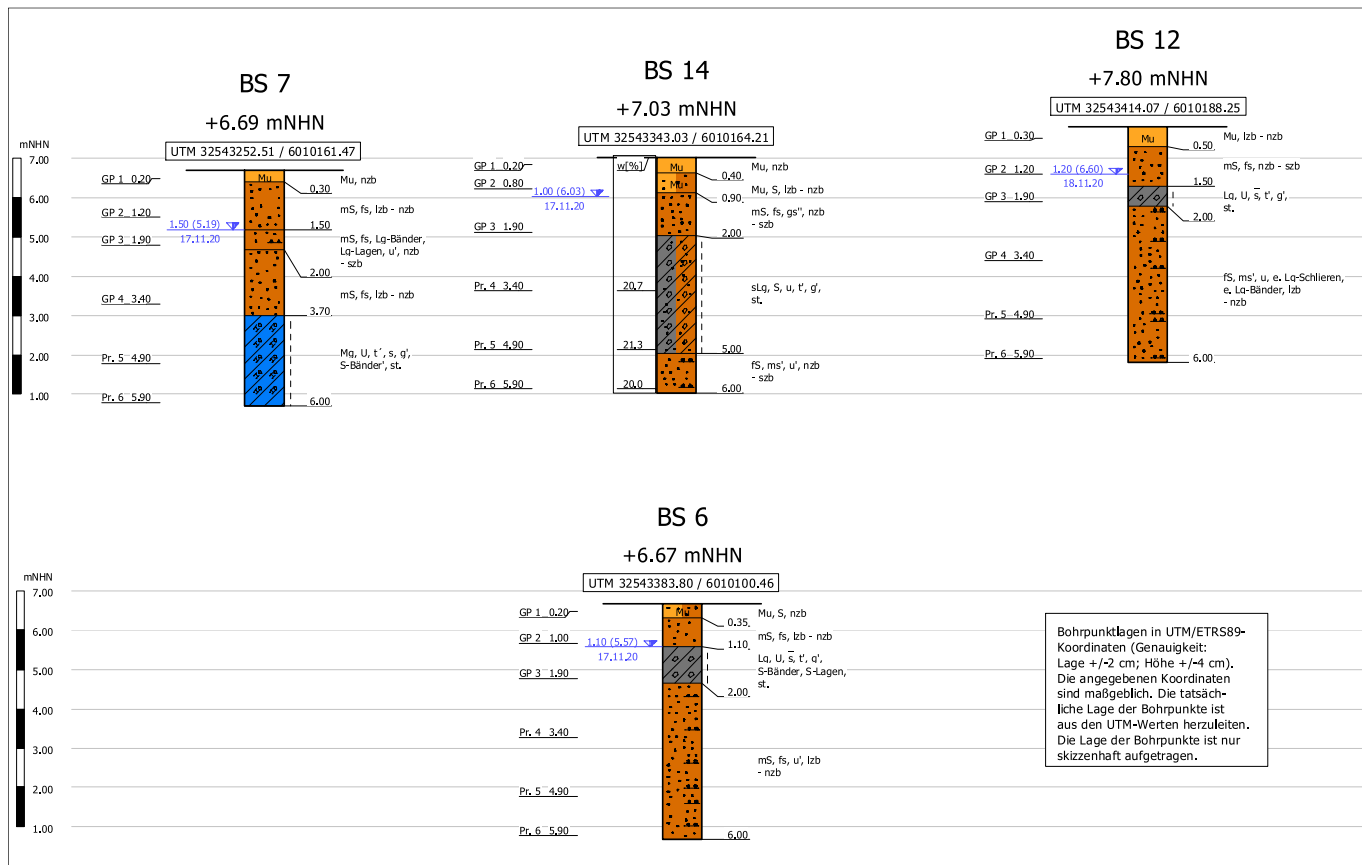 BS 7
+6.69 mNHN
UTM 32543252.51 / 6010161.47
mNHN
7.00
6.00
5.00
4.00
3.00
2.00
1.00
GP 1 0.20
GP 2 1.20
GP 3 1.90
GP 4 3.40
Pr. 5 4.90
Pr. 6 5.90
1.50 (5.19)
17.11.20
Mu
0.30
1.50
2.00
3.70
6.00
Mu, nzb
mS, fs, lzb - nzb
mS, fs, Lg-Bänder,
Lg-Lagen, u', nzb
- szb
mS, fs, lzb - nzb
Mg, U, t´, s, g',
S-Bänder', st.
BS 14
+7.03 mNHN
UTM 32543343.03 / 6010164.21
w[%]
GP 1 0.20
GP 2 0.80
GP 3 1.90
Pr. 4 3.40
Pr. 5 4.90
Pr. 6 5.90
1.00 (6.03)
17.11.20
20.7
21.3
20.0
Mu
Mu
0.40
0.90
2.00
5.00
6.00
Mu, nzb
Mu, S, lzb - nzb
mS, fs, gs'', nzb
- szb
sLg, S, u, t', g',
st.
fS, ms', u', nzb
- szb
BS 12
+7.80 mNHN
UTM 32543414.07 / 6010188.25
GP 1 0.30
GP 2 1.20
GP 3 1.90
GP 4 3.40
Pr. 5 4.90
Pr. 6 5.90
1.20 (6.60)
18.11.20
Mu
0.50
1.50
2.00
6.00
Mu, lzb - nzb
mS, fs, nzb - szb
Lg, U, s̅, t', g',
st.
fS, ms', u, e. Lg-Schlieren,
e. Lg-Bänder, lzb
- nzb
BS 6
+6.67 mNHN
UTM 32543383.80 / 6010100.46
mNHN
7.00
6.00
5.00
4.00
3.00
2.00
1.00
GP 1 0.20
GP 2 1.00
GP 3 1.90
Pr. 4 3.40
Pr. 5 4.90
Pr. 6 5.90
1.10 (5.57)
17.11.20
Mu
0.35
1.10
2.00
6.00
Mu, S, nzb
mS, fs, lzb - nzb
Lg, U, s̅, t', g',
S-Bänder, S-Lagen,
st.
mS, fs, u', lzb
- nzb
Bohrpunktlagen in UTM/ETRS89-
Koordinaten (Genauigkeit:
Lage +/-2 cm; Höhe +/-4 cm).
Die angegebenen Koordinaten
sind maßgeblich. Die tatsäch-
liche Lage der Bohrpunkte ist
aus den UTM-Werten herzuleiten.
Die Lage der Bohrpunkte ist nur
skizzenhaft aufgetragen.